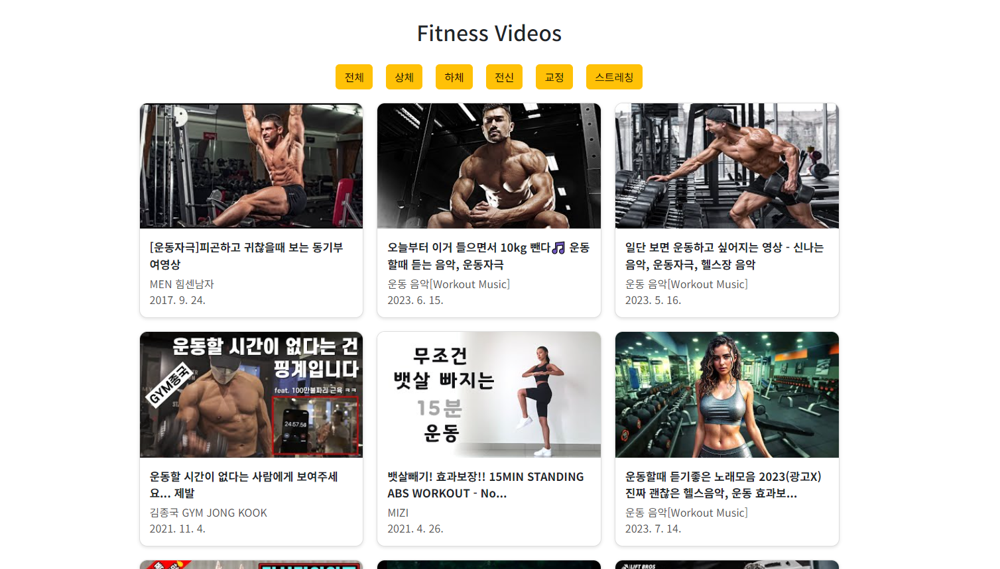 Fitness Videos
전체
상체
하체
전신
교정
스트레칭
[운동자극]피곤하고 귀찮을때 보는 동기부
여영상
MEN 힘센남자
2017. 9. 24.
오늘부터 이거 들으면서 10kg 뺀다🎵 운동
할때 듣는 음악, 운동자극
운동 음악[Workout Music]
2023. 6. 15.
일단 보면 운동하고 싶어지는 영상 - 신나는
음악, 운동자극, 헬스장 음악
운동 음악[Workout Music]
2023. 5. 16.
운동할 시간이 없다는 건
핑계입니다
GYM종국
feat. 100만불짜리 근육 ㅋㅋ
24:57.50
운동할 시간이 없다는 사람에게 보여주세
요... 제발
김종국 GYM JONG KOOK
2021. 11. 4.
무조건
뱃살 빠지는
15분
운동
뱃살빼기! 효과보장!! 15MIN STANDING
ABS WORKOUT - No...
MIZI
2021. 4. 26.
운동할때 듣기좋은 노래모음 2023(광고X)
진짜 괜찮은 헬스음악, 운동 효과보...
운동 음악[Workout Music]
2023. 7. 14.
LIFT BROS